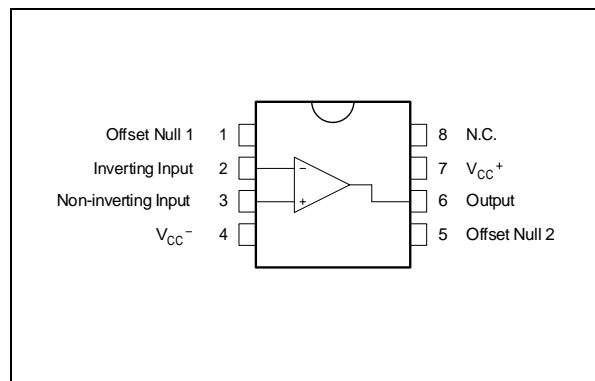 Offset Null 1 1 8 N.C.
Inverting Input 2 − 7 VCC+
Non-inverting Input 3 + 6 Output
VCC− 4 5 Offset Null 2